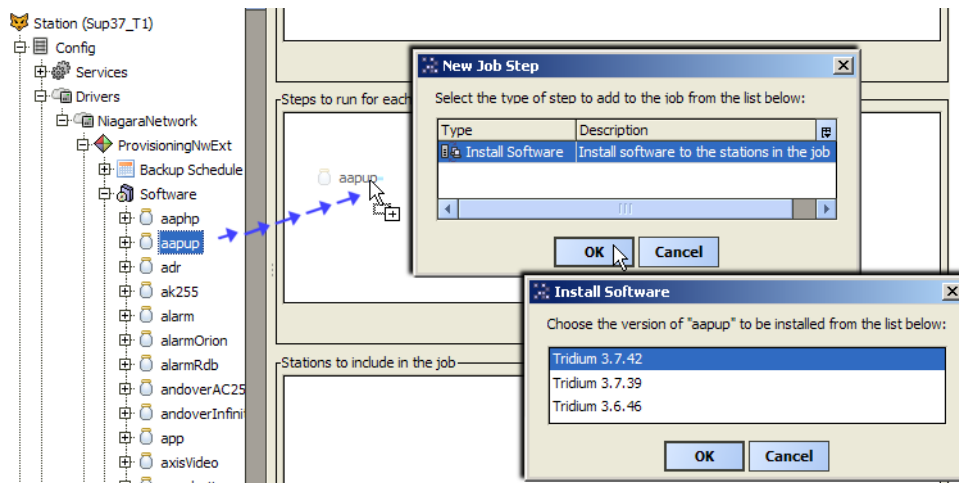 Station (Sup37_T1)
Config
Services
Drivers
NiagaraNetwork
ProvisioningNwExt
Backup Schedule
Software
aaphp
aapup
adr
ak255
alarm
alarmOrion
alarmRdb
andoverAC25
andoverInfini
app
axisVideo
Steps to run for each
aapup
New Job Step
Select the type of step to add to the job from the list below:
Type Description
Install Software Install software to the stations in the job
OK Cancel
Install Software
Choose the version of "aapup" to be installed from the list below:
Tridium 3.7.42
Tridium 3.7.39
Tridium 3.6.46
OK Cancel
Stations to include in the job